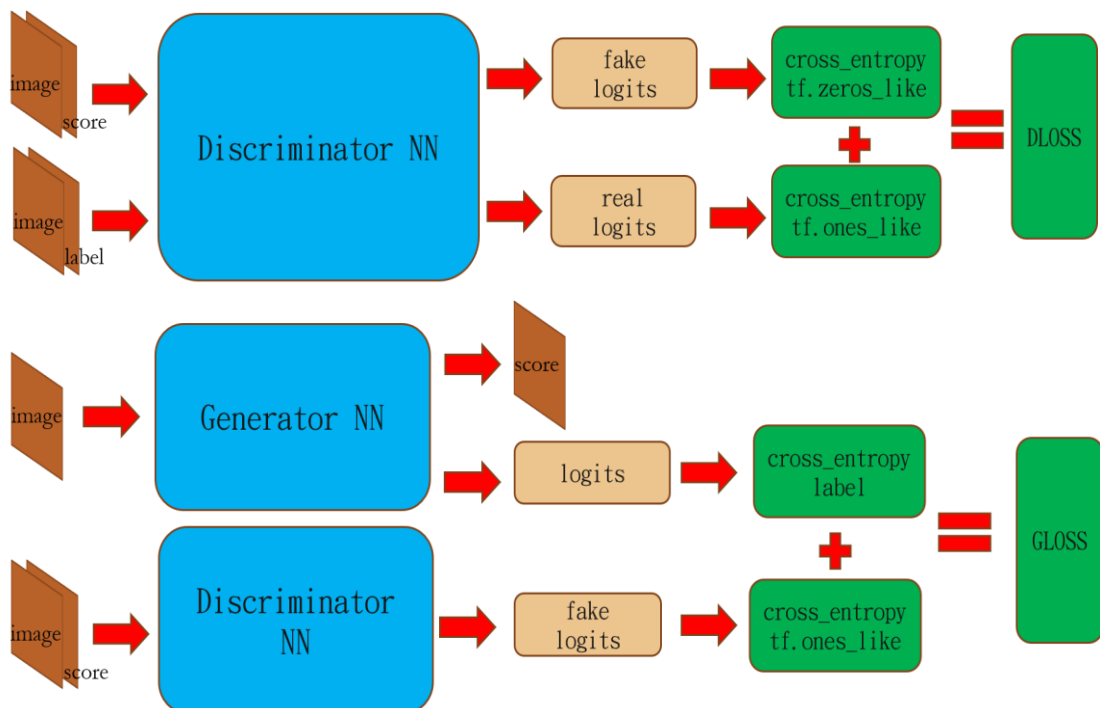 image
score
Discriminator NN
fake
logits
cross_entropy
tf.zeros_like
DLOSS
image
label
real
logits
cross_entropy
tf.ones_like
image
Generator NN
score
logits
cross_entropy
label
GLOSS
image
score
Discriminator
NN
fake
logits
cross_entropy
tf.ones_like